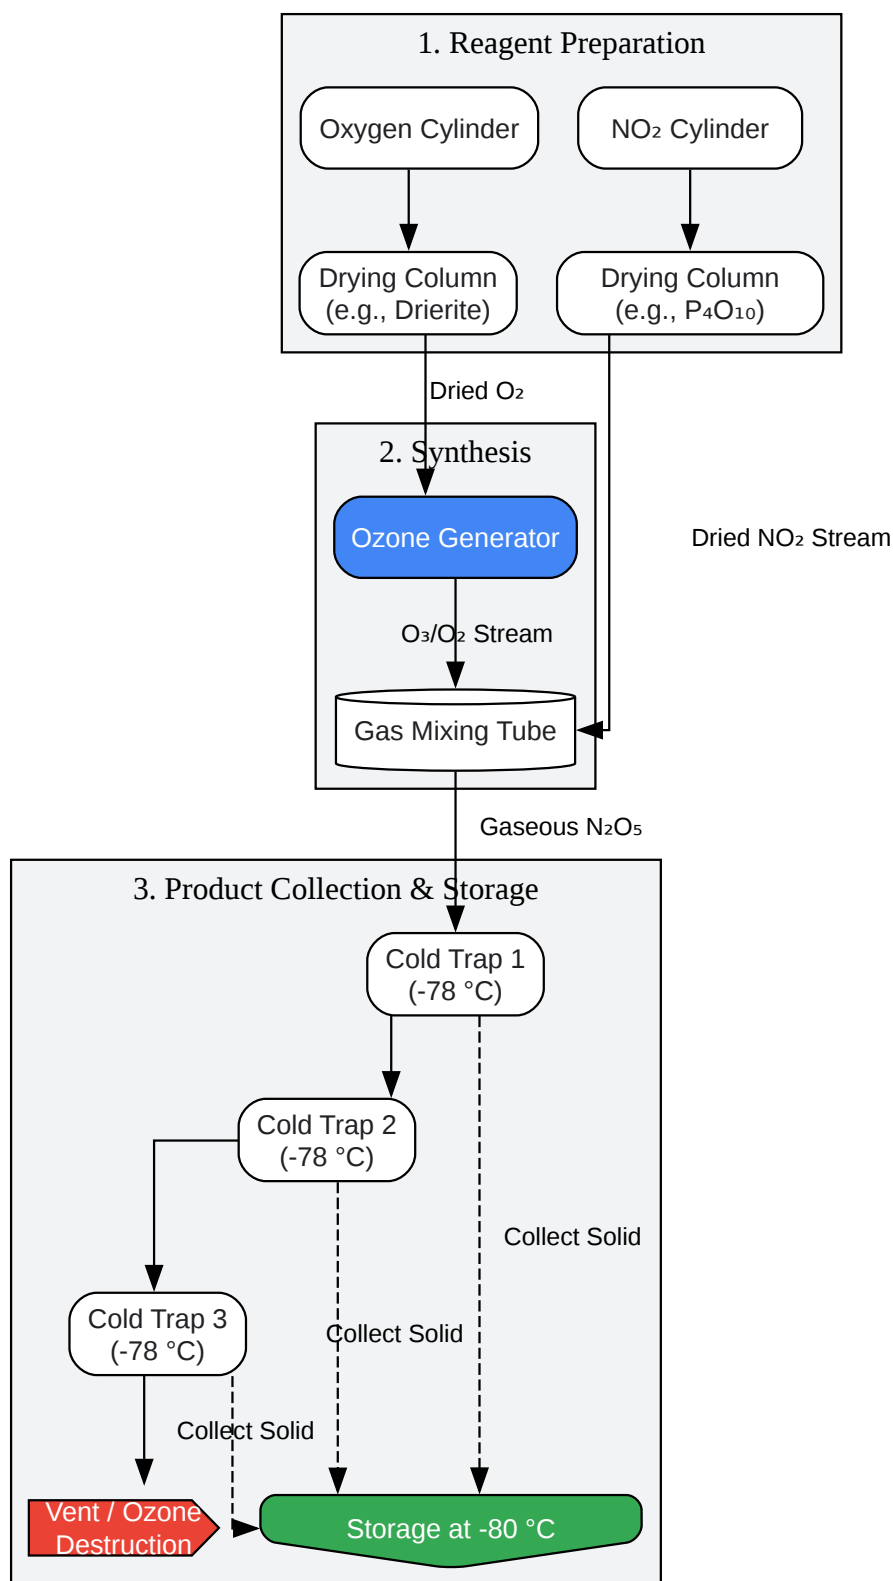 1. Reagent Preparation
Oxygen Cylinder
NO₂ Cylinder
Drying Column
(e.g., Drierite)
Drying Column
(e.g., P₄O₁₀)
Dried O₂
2. Synthesis
Ozone Generator
Dried NO₂ Stream
O₃/O₂ Stream
Gas Mixing Tube
Gaseous N₂O₅
3. Product Collection & Storage
Cold Trap 1
(-78 °C)
Cold Trap 2
(-78 °C)
Collect Solid
Cold Trap 3
(-78 °C)
Collect Solid
Collect Solid
Vent / Ozone
Destruction
Storage at -80 °C